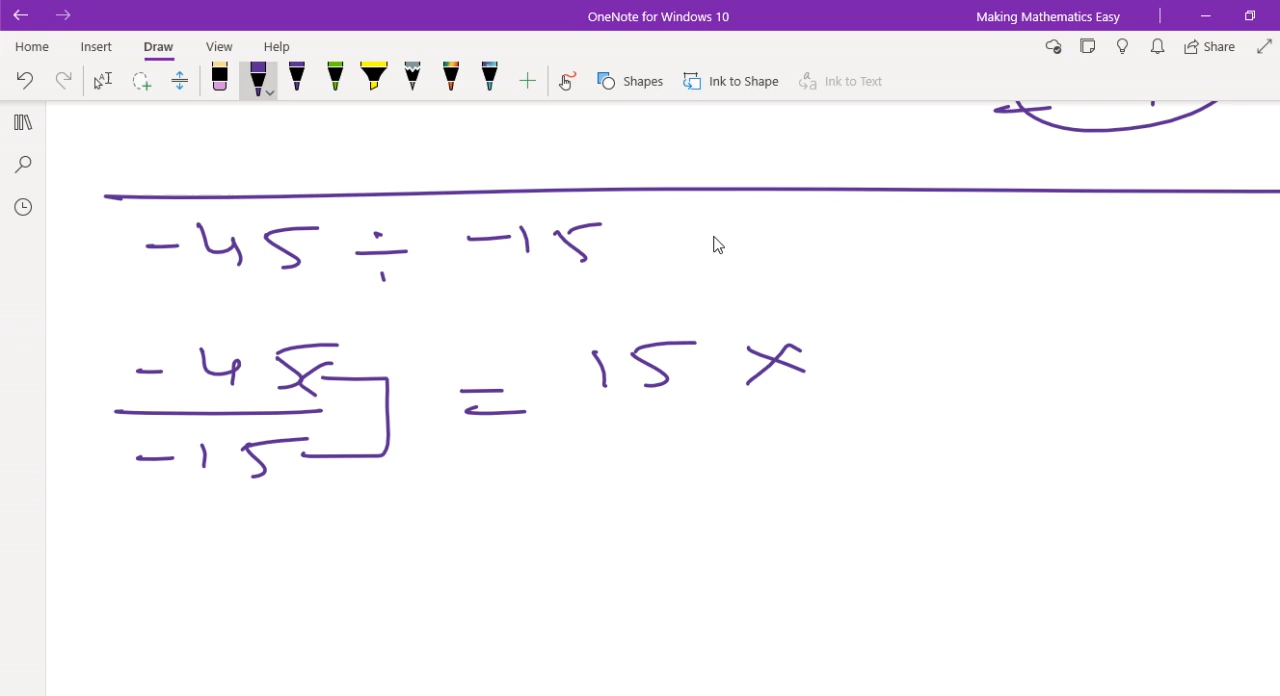 OneNote for Windows 10
Making Mathematics Easy
Home Insert Draw View Help
Share
Shapes
Ink to Shape
Ink to Text
-45 ÷ -15
-45
-15
= 15 ×